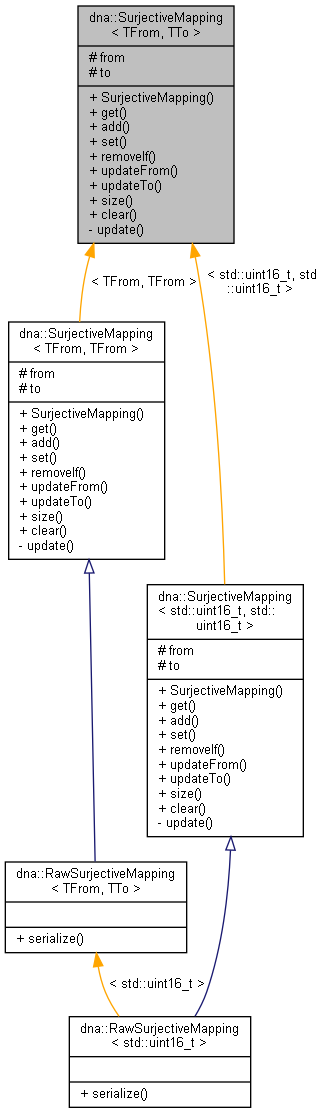 dna::SurjectiveMapping
< TFrom, TTo >
# from
# to
+ SurjectiveMapping()
+ get()
+ add()
+ set()
+ removeIf()
+ updateFrom()
+ updateTo()
+ size()
+ clear()
- update()
< TFrom, TFrom >
< std::uint16_t, std
::uint16_t >
dna::SurjectiveMapping
< TFrom, TFrom >
# from
# to
+ SurjectiveMapping()
+ get()
+ add()
+ set()
+ removeIf()
+ updateFrom()
+ updateTo()
+ size()
+ clear()
- update()
dna::SurjectiveMapping
< std::uint16_t, std::
uint16_t >
# from
# to
+ SurjectiveMapping()
+ get()
+ add()
+ set()
+ removeIf()
+ updateFrom()
+ updateTo()
+ size()
+ clear()
- update()
dna::RawSurjectiveMapping
< TFrom, TTo >
+ serialize()
< std::uint16_t >
dna::RawSurjectiveMapping
< std::uint16_t >
+ serialize()